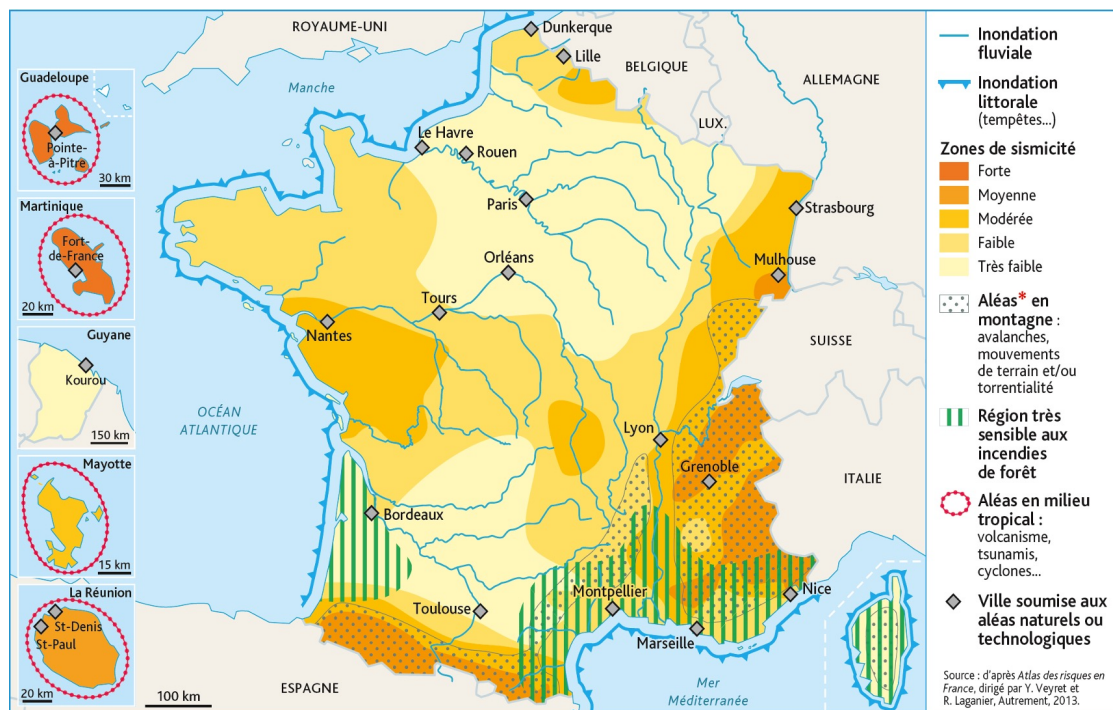 ROYAUME-UNI
Dunkerque
Lille
BELGIQUE
ALLEMAGNE
Manche
LUX.
Le Havre
Rouen
Paris
Strasbourg
Orléans
Mulhouse
Tours
Nantes
SUISSE
OCÉAN
ATLANTIQUE
Lyon
Grenoble
ITALIE
Bordeaux
Montpellier
Nice
Toulouse
Marseille
ESPAGNE
Mer
Méditerranée
100 km
Guadeloupe
Pointe-
à-Pitre
30 km
Martinique
Fort-
de-France
20 km
Guyane
Kourou
150 km
Mayotte
15 km
La Réunion
St-Denis
St-Paul
20 km
Inondation
fluviale
Inondation
littorale
(tempêtes...)
Zones de sismicité
Forte
Moyenne
Modérée
Faible
Très faible
Aléas* en
montagne :
avalanches,
mouvements
de terrain et/ou
torrentialité
Région très
sensible aux
incendies
de forêt
Aléas en milieu
tropical :
volcanisme,
tsunamis,
cyclones...
Ville soumise aux
aléas naturels ou
technologiques
Source : d'après Atlas des risques en
France, dirigé par Y. Veyret et
R. Laganier, Autrement, 2013.